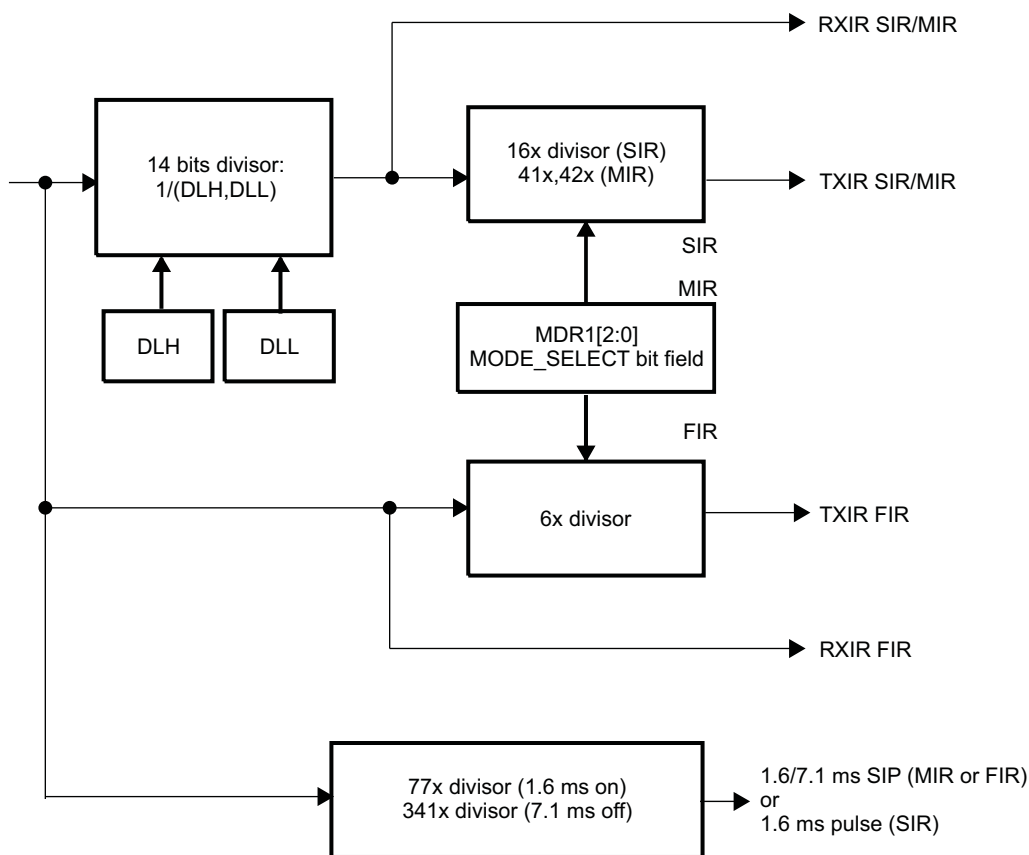 RXIR SIR/MIR
14 bits divisor:
1/(DLH,DLL)
16x divisor (SIR)
41x,42x (MIR)
TXIR SIR/MIR
SIR
MIR
DLH
DLL
MDR1[2:0]
MODE_SELECT bit field
FIR
6x divisor
TXIR FIR
RXIR FIR
77x divisor (1.6 ms on)
341x divisor (7.1 ms off)
1.6/7.1 ms SIP (MIR or FIR)
or
1.6 ms pulse (SIR)